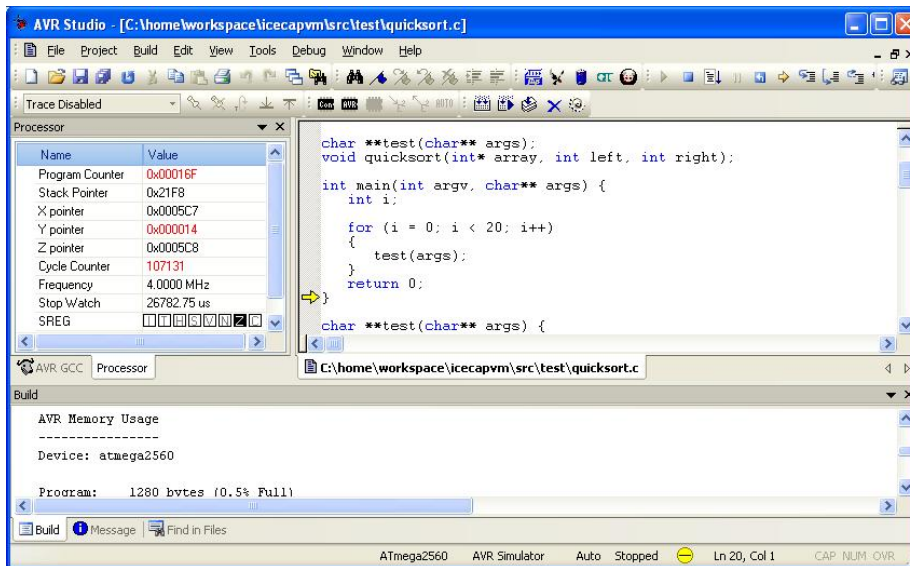 AVR Studio - [C:\home\workspace\icecapvm\src\test\quicksort.c]
File Project Build Edit View Tools Debug Window Help
Trace Disabled
Con AVR AUTO
Processor
Name Value
Program Counter 0x00016F
Stack Pointer 0x21F8
X pointer 0x0005C7
Y pointer 0x000014
Z pointer 0x0005C8
Cycle Counter 107131
Frequency 4.0000 MHz
Stop Watch 26782.75 us
SREG I T H S V N Z C
AVR GCC Processor
char **test(char** args);
void quicksort(int* array, int left, int right);
int main(int argv, char** args) {
int i;
for (i = 0; i < 20; i++)
{
test(args);
}
return 0;
}
char **test(char** args) {
C:\home\workspace\icecapvm\src\test\quicksort.c
Build
AVR Memory Usage
----------------
Device: atmega2560
Program: 1280 bytes (0.5% Full)
Build Message Find in Files
ATmega2560 AVR Simulator Auto Stopped Ln 20, Col 1 CAP NUM OVR